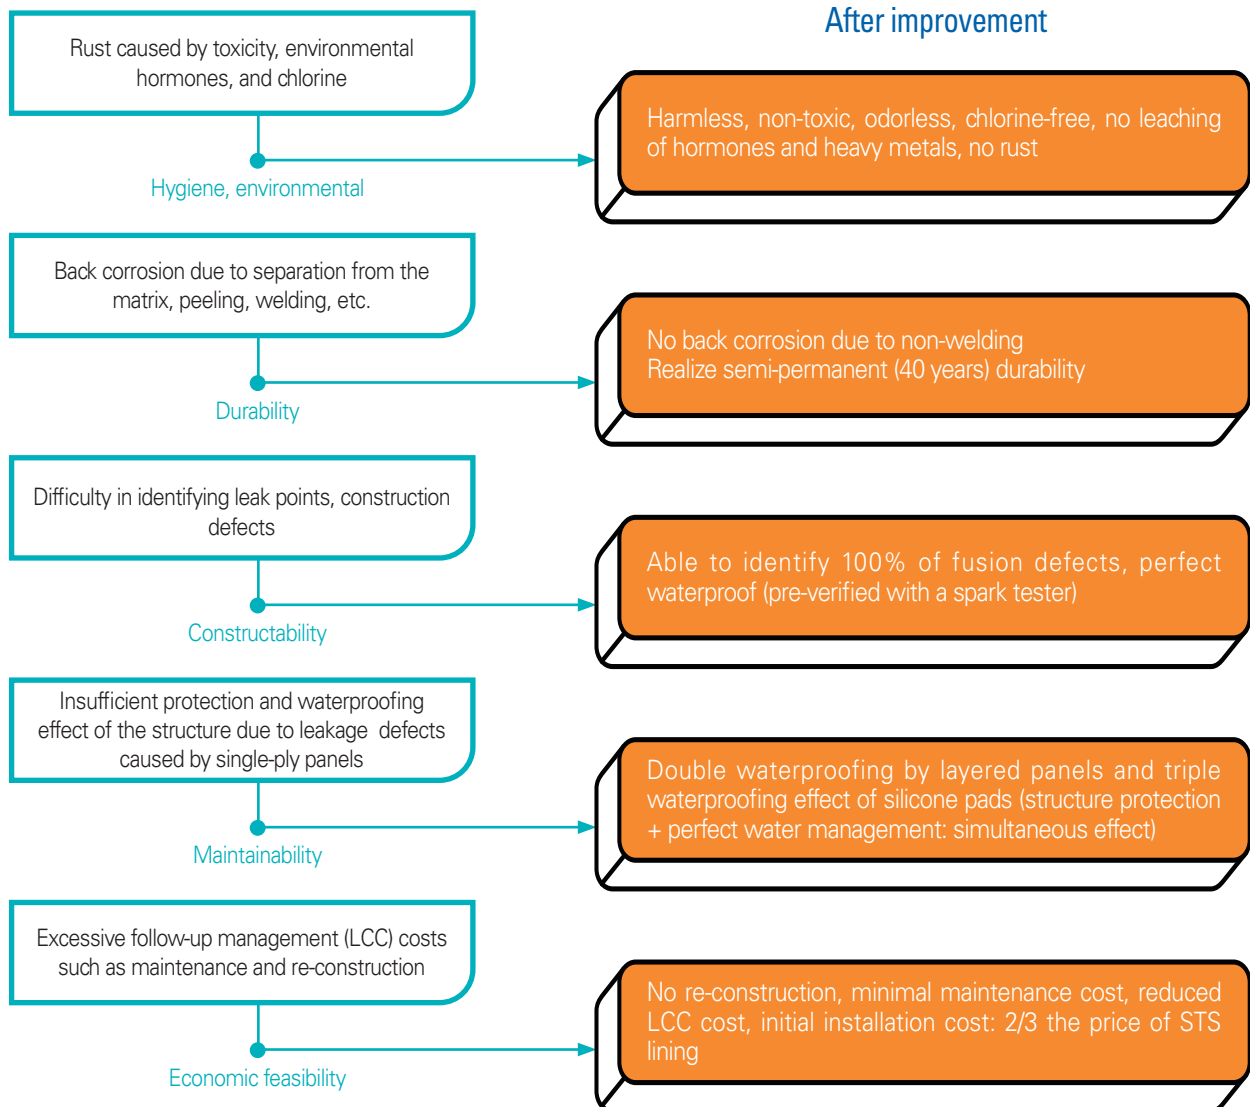 After improvement
Rust caused by toxicity, environmental
hormones, and chlorine
Hygiene, environmental
Harmless, non-toxic, odorless, chlorine-free, no leaching
of hormones and heavy metals, no rust
Back corrosion due to separation from the
matrix, peeling, welding, etc.
Durability
No back corrosion due to non-welding
Realize semi-permanent (40 years) durability
Difficulty in identifying leak points, construction
defects
Constructability
Able to identify 100% of fusion defects, perfect
waterproof (pre-verified with a spark tester)
Insufficient protection and waterproofing
effect of the structure due to leakage defects
caused by single-ply panels
Maintainability
Double waterproofing by layered panels and triple
waterproofing effect of silicone pads (structure protection
+ perfect water management: simultaneous effect)
Excessive follow-up management (LCC) costs
such as maintenance and re-construction
Economic feasibility
No re-construction, minimal maintenance cost, reduced
LCC cost, initial installation cost: 2/3 the price of STS
lining